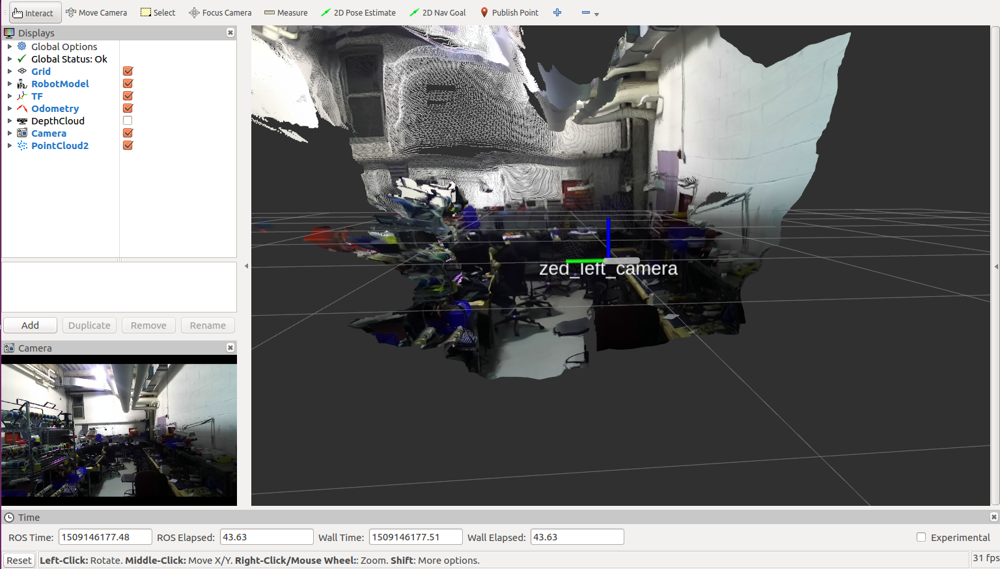 Interact Move Camera Select Focus Camera Measure 2D Pose Estimate 2D Nav Goal Publish Point
Displays
Global Options
Global Status: Ok
Grid
RobotModel
TF
Odometry
DepthCloud
Camera
PointCloud2
Add Duplicate Remove Rename
Camera
zed_left_camera
Time
ROS Time: 1509146177.48 ROS Elapsed: 43.63 Wall Time: 1509146177.51 Wall Elapsed: 43.63 Experimental
Reset Left-Click: Rotate. Middle-Click: Move X/Y. Right-Click/Mouse Wheel:: Zoom. Shift: More options. 31 fps